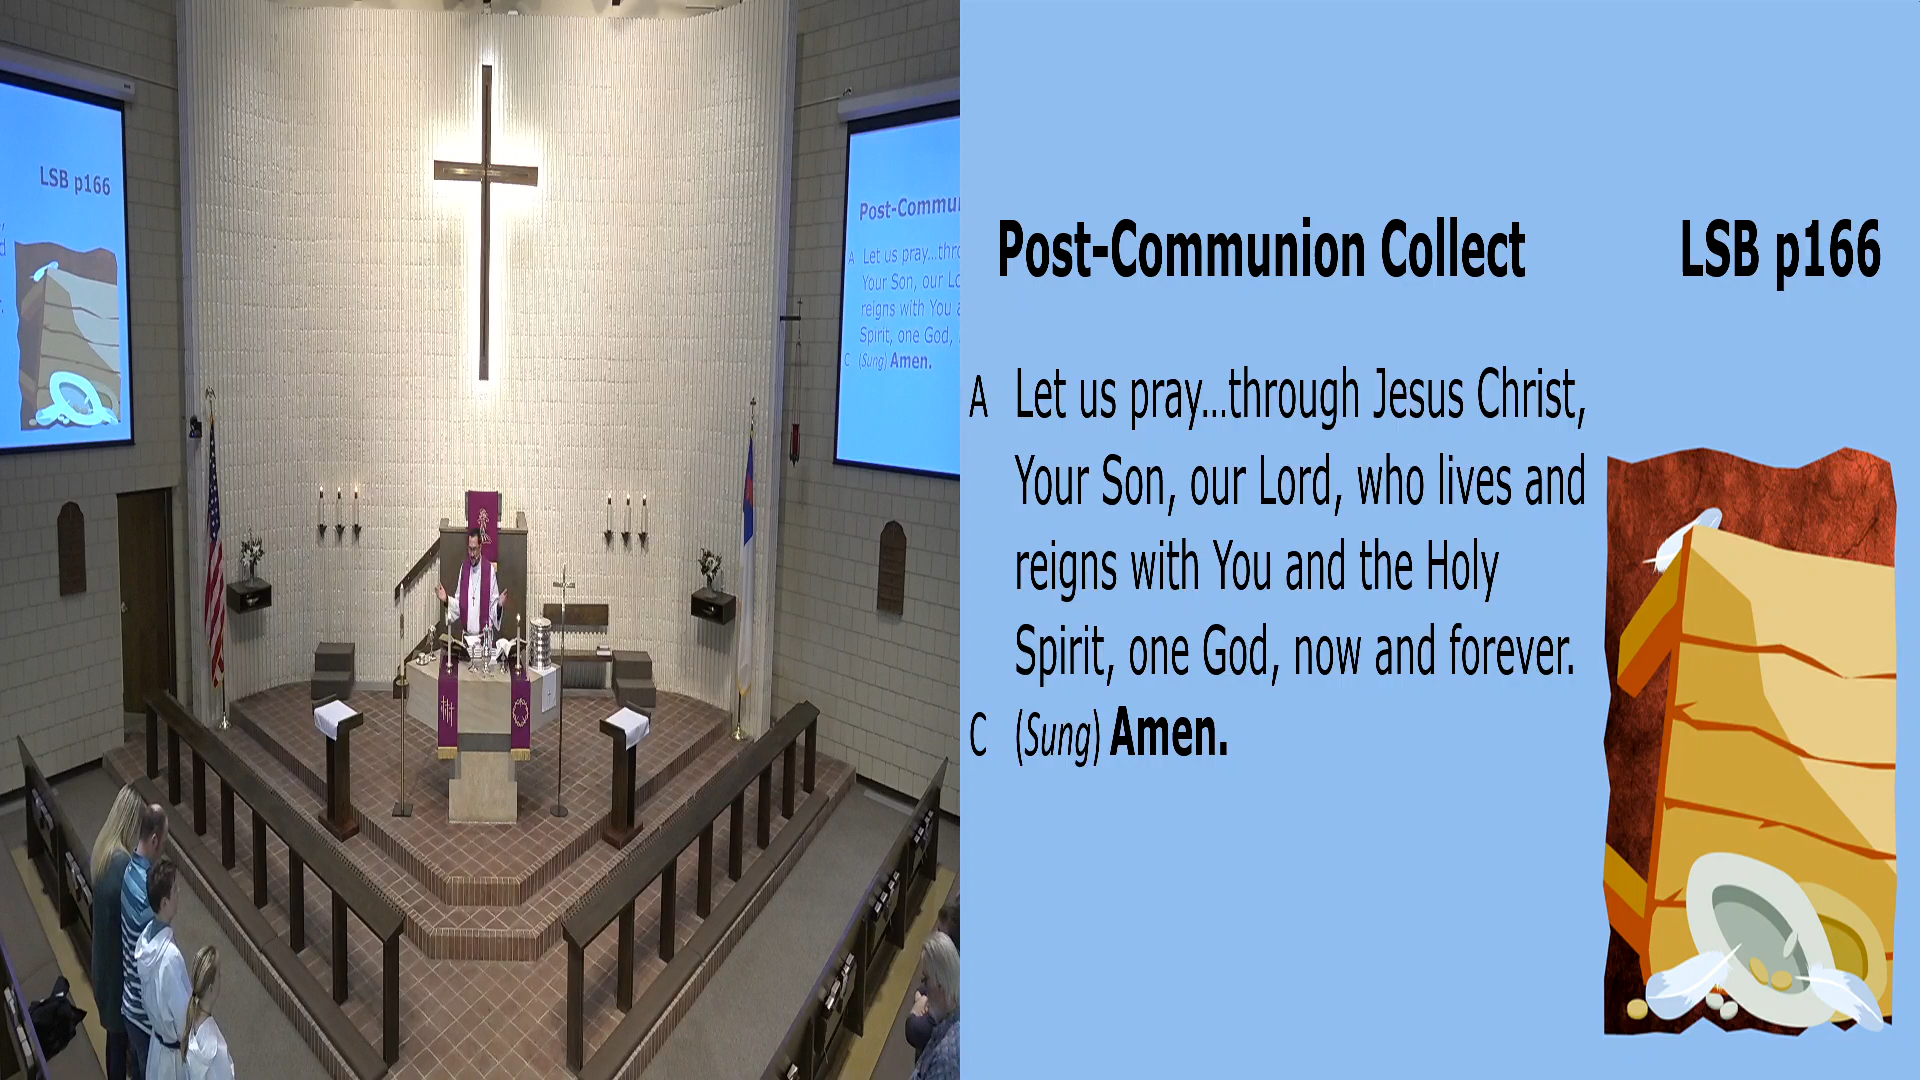 LSB p166
Post-Commu
A Let us pray...thr
Your Son, our Lo
reigns with You a
Spirit, one God,
C (Sung) Amen.
Post-Communion Collect LSB p166
A Let us pray...through Jesus Christ,
Your Son, our Lord, who lives and
reigns with You and the Holy
Spirit, one God, now and forever.
C (Sung) Amen.